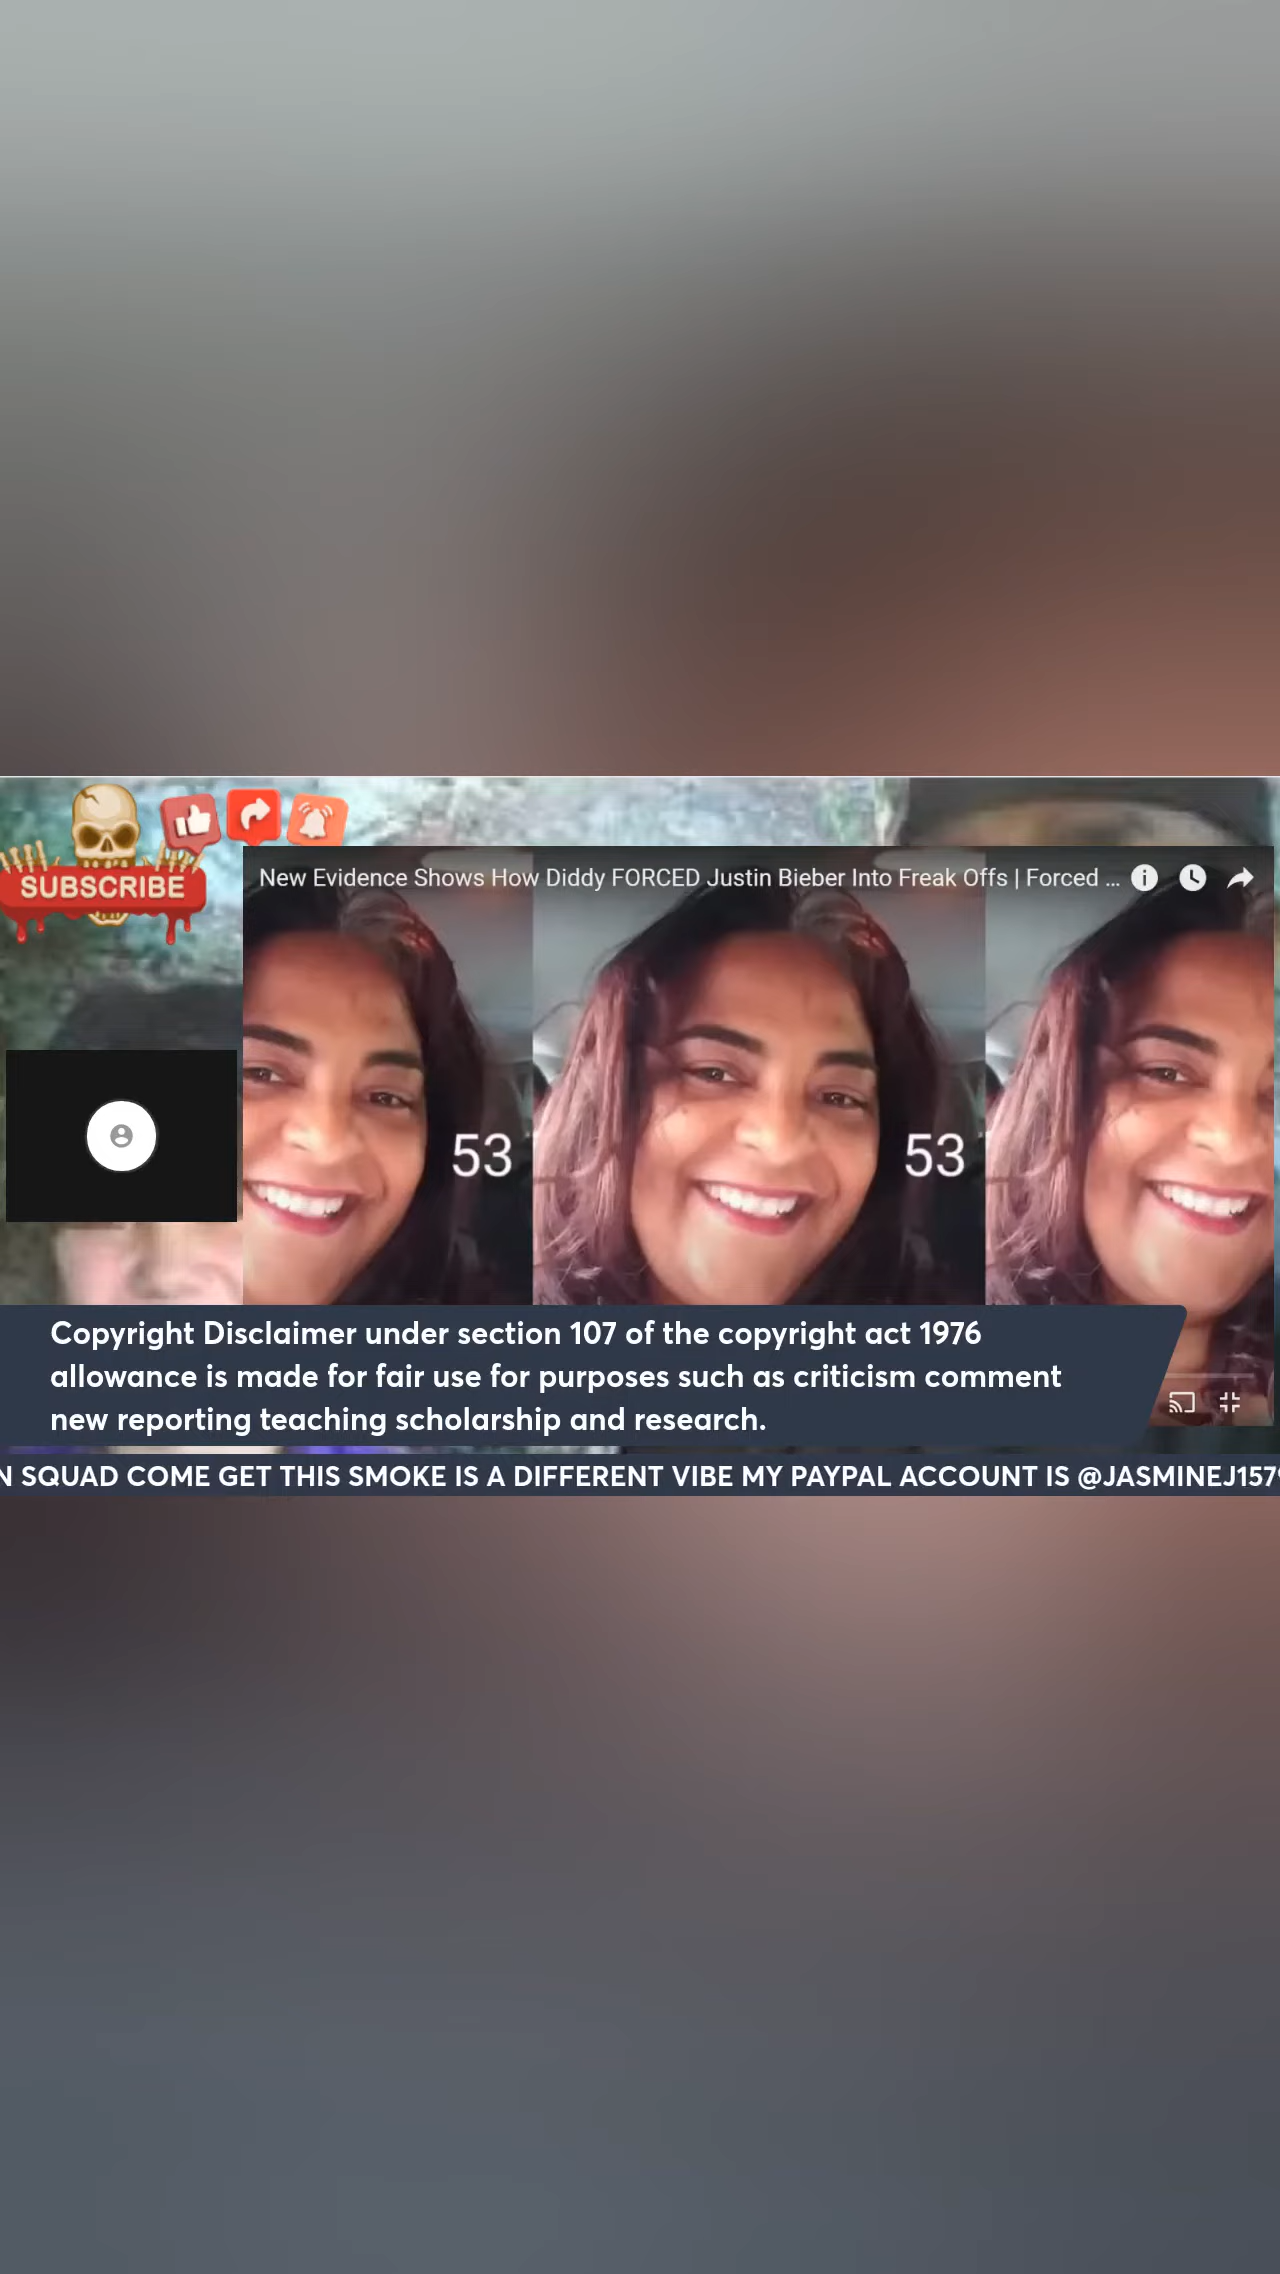 SUBSCRIBE
New Evidence Shows How Diddy FORCED Justin Bieber Into Freak Offs | Forced ...
53
53
Copyright Disclaimer under section 107 of the copyright act 1976
allowance is made for fair use for purposes such as criticism comment
new reporting teaching scholarship and research.
N SQUAD COME GET THIS SMOKE IS A DIFFERENT VIBE MY PAYPAL ACCOUNT IS @JASMINEJ1579